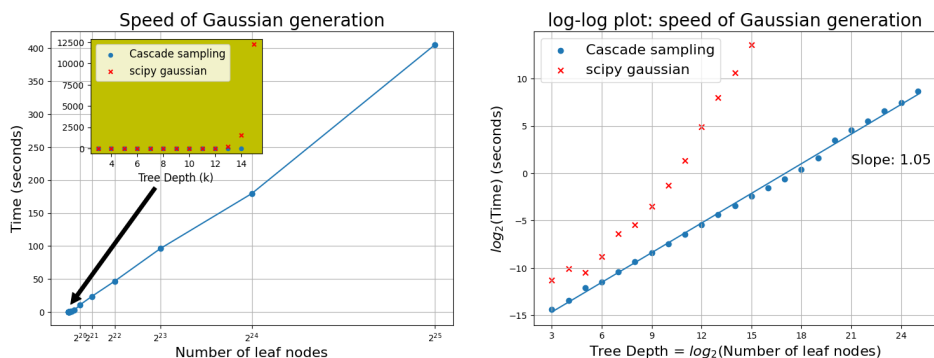 Speed of Gaussian generation
400
350
300
250
200
150
100
50
0
Time (seconds)
12500
10000
7500
5000
2500
0
Cascade sampling
scipy gaussian
4 6 8 10 12 14
Tree Depth (k)
2^20 2^21 2^22 2^23 2^24 2^25
Number of leaf nodes
log-log plot: speed of Gaussian generation
10
5
0
−5
−10
−15
log₂(Time) (seconds)
Cascade sampling
scipy gaussian
Slope: 1.05
3 6 9 12 15 18 21 24
Tree Depth = log₂(Number of leaf nodes)